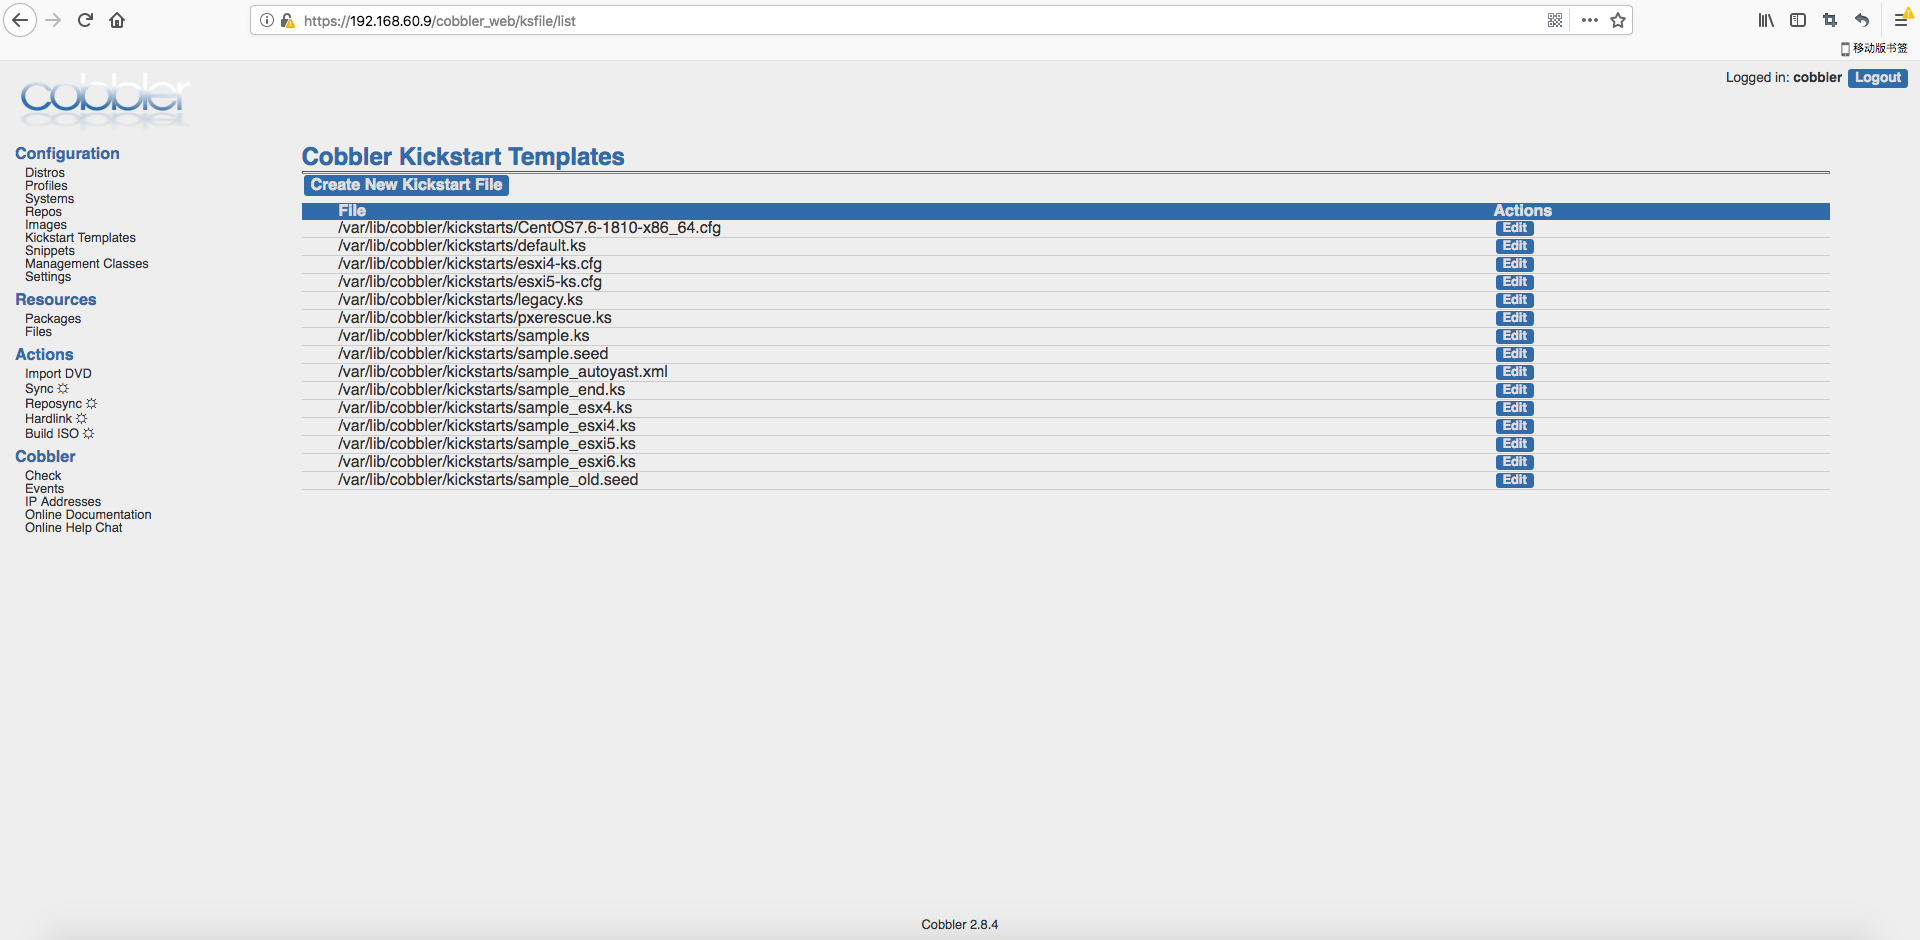 https://192.168.60.9/cobbler_web/ksfile/list
移动版书签
cobbler
Logged in: cobbler Logout
Configuration
Distros
Profiles
Systems
Repos
Images
Kickstart Templates
Snippets
Management Classes
Settings
Resources
Packages
Files
Actions
Import DVD
Sync
Reposync
Hardlink
Build ISO
Cobbler
Check
Events
IP Addresses
Online Documentation
Online Help Chat
Cobbler Kickstart Templates
Create New Kickstart File
File Actions
/var/lib/cobbler/kickstarts/CentOS7.6-1810-x86_64.cfg Edit
/var/lib/cobbler/kickstarts/default.ks Edit
/var/lib/cobbler/kickstarts/esxi4-ks.cfg Edit
/var/lib/cobbler/kickstarts/esxi5-ks.cfg Edit
/var/lib/cobbler/kickstarts/legacy.ks Edit
/var/lib/cobbler/kickstarts/pxerescue.ks Edit
/var/lib/cobbler/kickstarts/sample.ks Edit
/var/lib/cobbler/kickstarts/sample.seed Edit
/var/lib/cobbler/kickstarts/sample_autoyast.xml Edit
/var/lib/cobbler/kickstarts/sample_end.ks Edit
/var/lib/cobbler/kickstarts/sample_esx4.ks Edit
/var/lib/cobbler/kickstarts/sample_esxi4.ks Edit
/var/lib/cobbler/kickstarts/sample_esxi5.ks Edit
/var/lib/cobbler/kickstarts/sample_esxi6.ks Edit
/var/lib/cobbler/kickstarts/sample_old.seed Edit
Cobbler 2.8.4